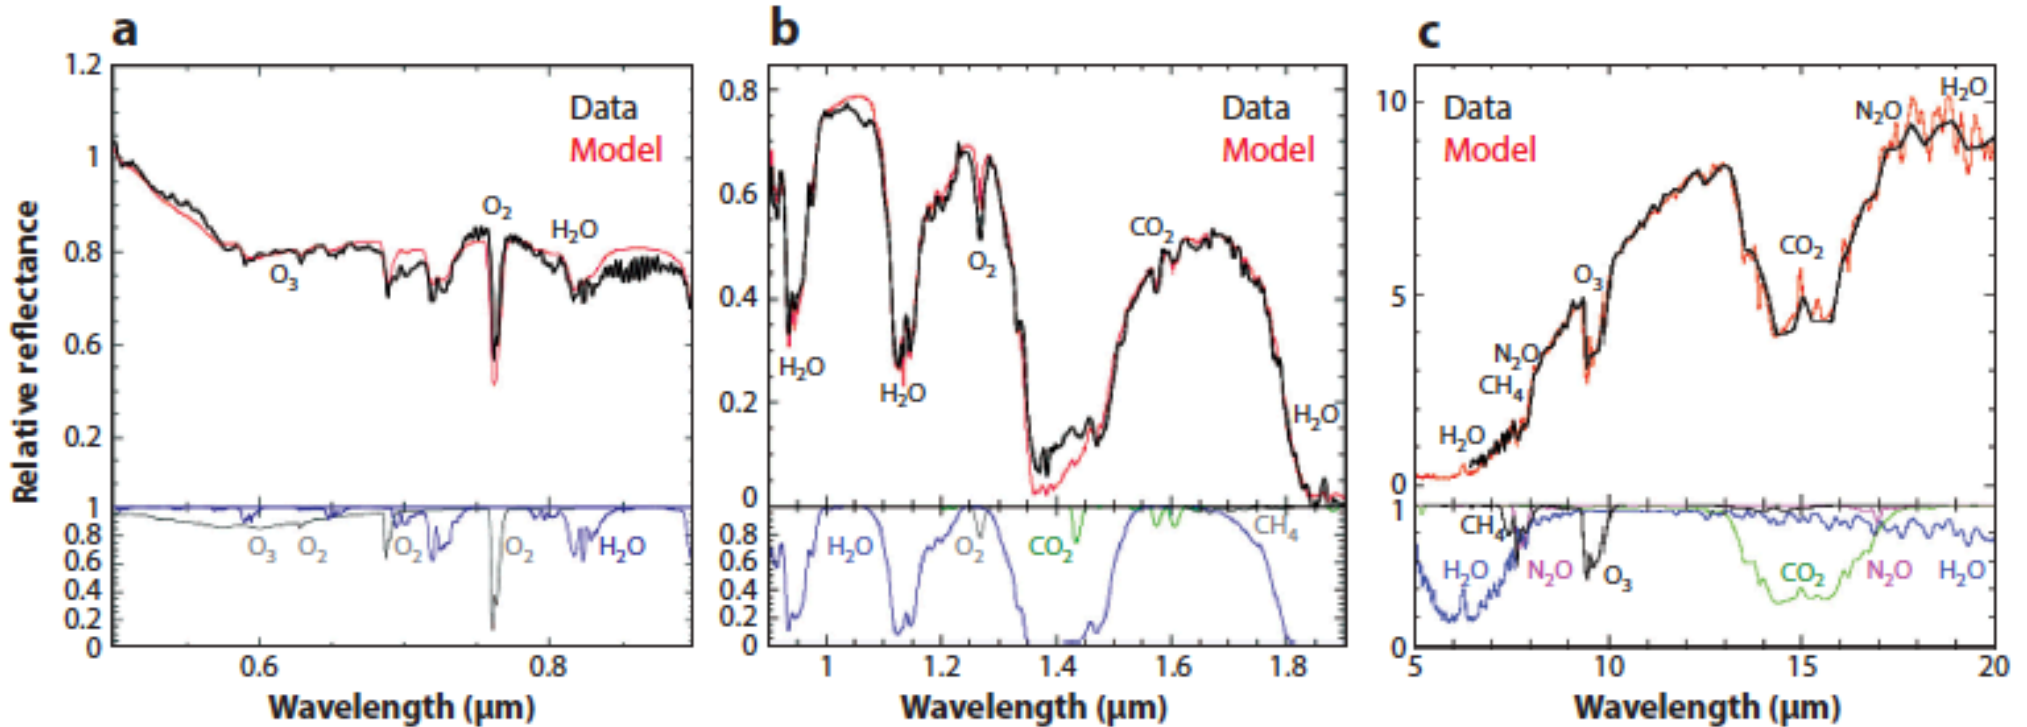 a
b
c
Relative reflectance
1.2
1
0.8
0.6
0.4
0.2
0
Data
Model
O₃
O₂
H₂O
1
0.8
0.6
0.4
0.2
0
O₃
O₂
O₂
O₂
H₂O
0.6
0.8
Wavelength (µm)
0.8
0.6
0.4
0.2
0
Data
Model
H₂O
H₂O
O₂
CO₂
H₂O
0.8
0.6
0.4
0.2
0
H₂O
O₂
CO₂
CH₄
1
1.2
1.4
1.6
1.8
Wavelength (µm)
10
5
0
Data
Model
H₂O
N₂O
CH₄
O₃
CO₂
N₂O
H₂O
1
0
CH₄
H₂O
N₂O
O₃
CO₂
N₂O
H₂O
5
10
15
20
Wavelength (µm)